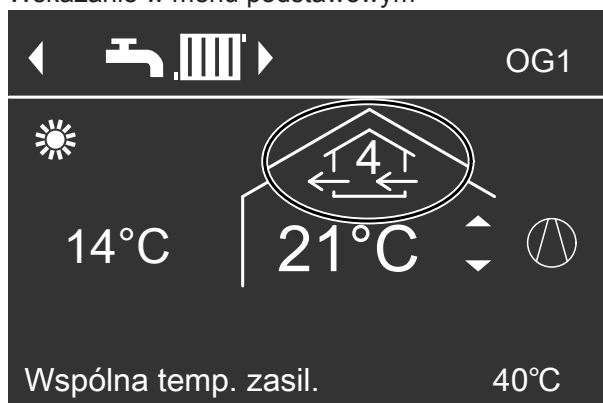 Wskazanie w menu podstawowym
OG1
4
14°C
21°C
Wspólna temp. zasil. 40°C